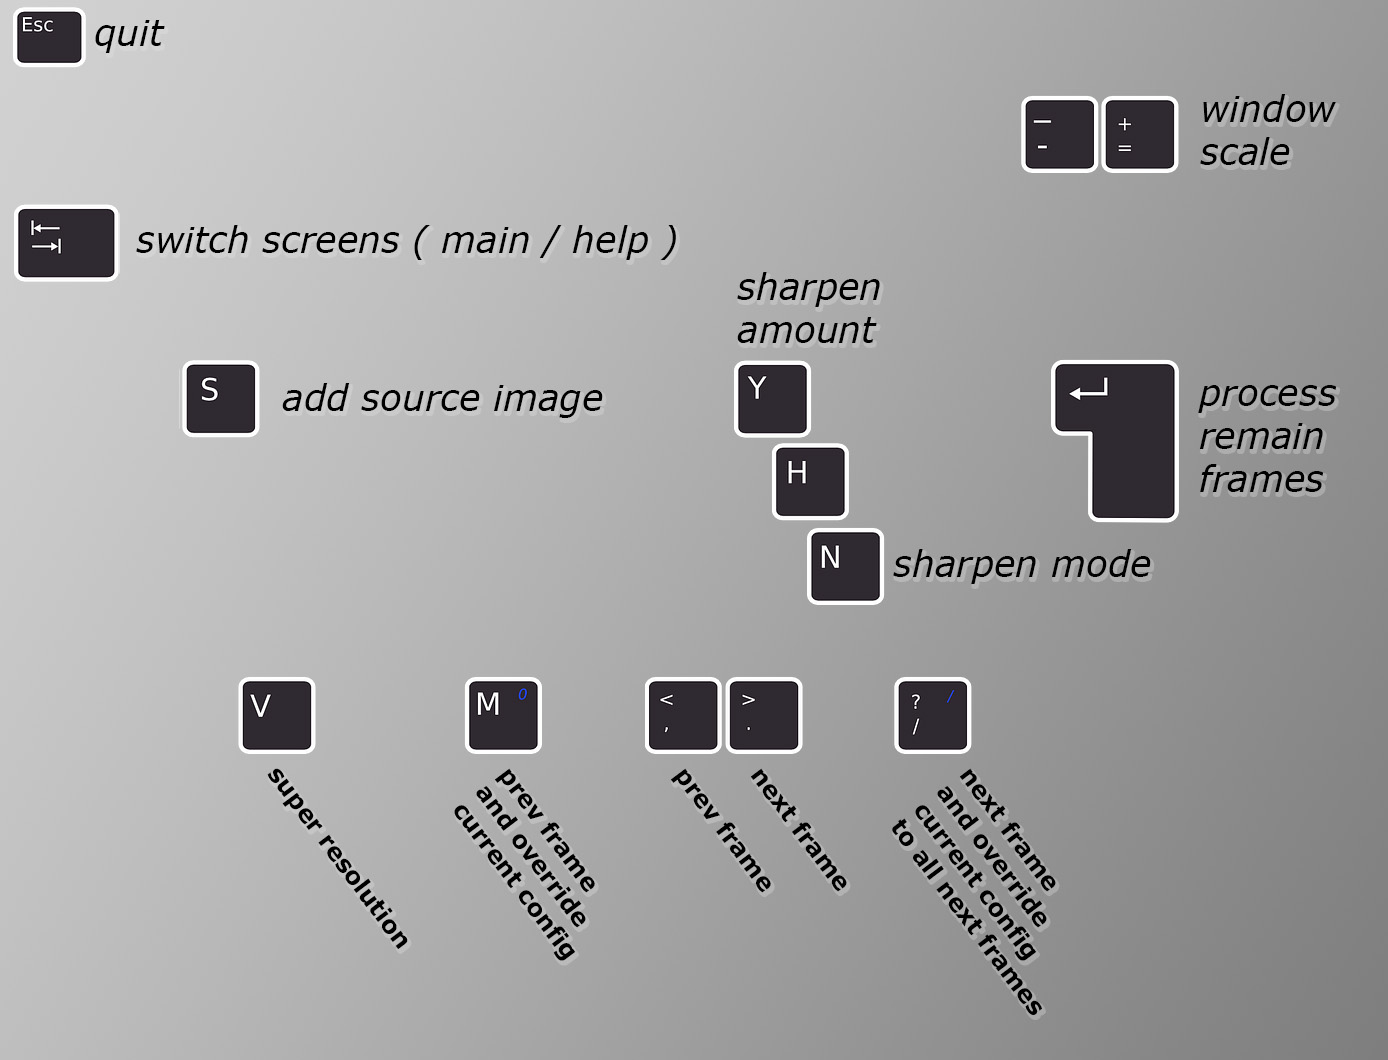 Esc
quit
— +
- =
window
scale
switch screens ( main / help )
sharpen
amount
S
add source image
Y
process
remain
frames
H
N
sharpen mode
V
M 0
<
,
>
.
? /
/
super resolution
prev frame
and override
current config
prev frame
next frame
next frame
and override
current config
to all next frames